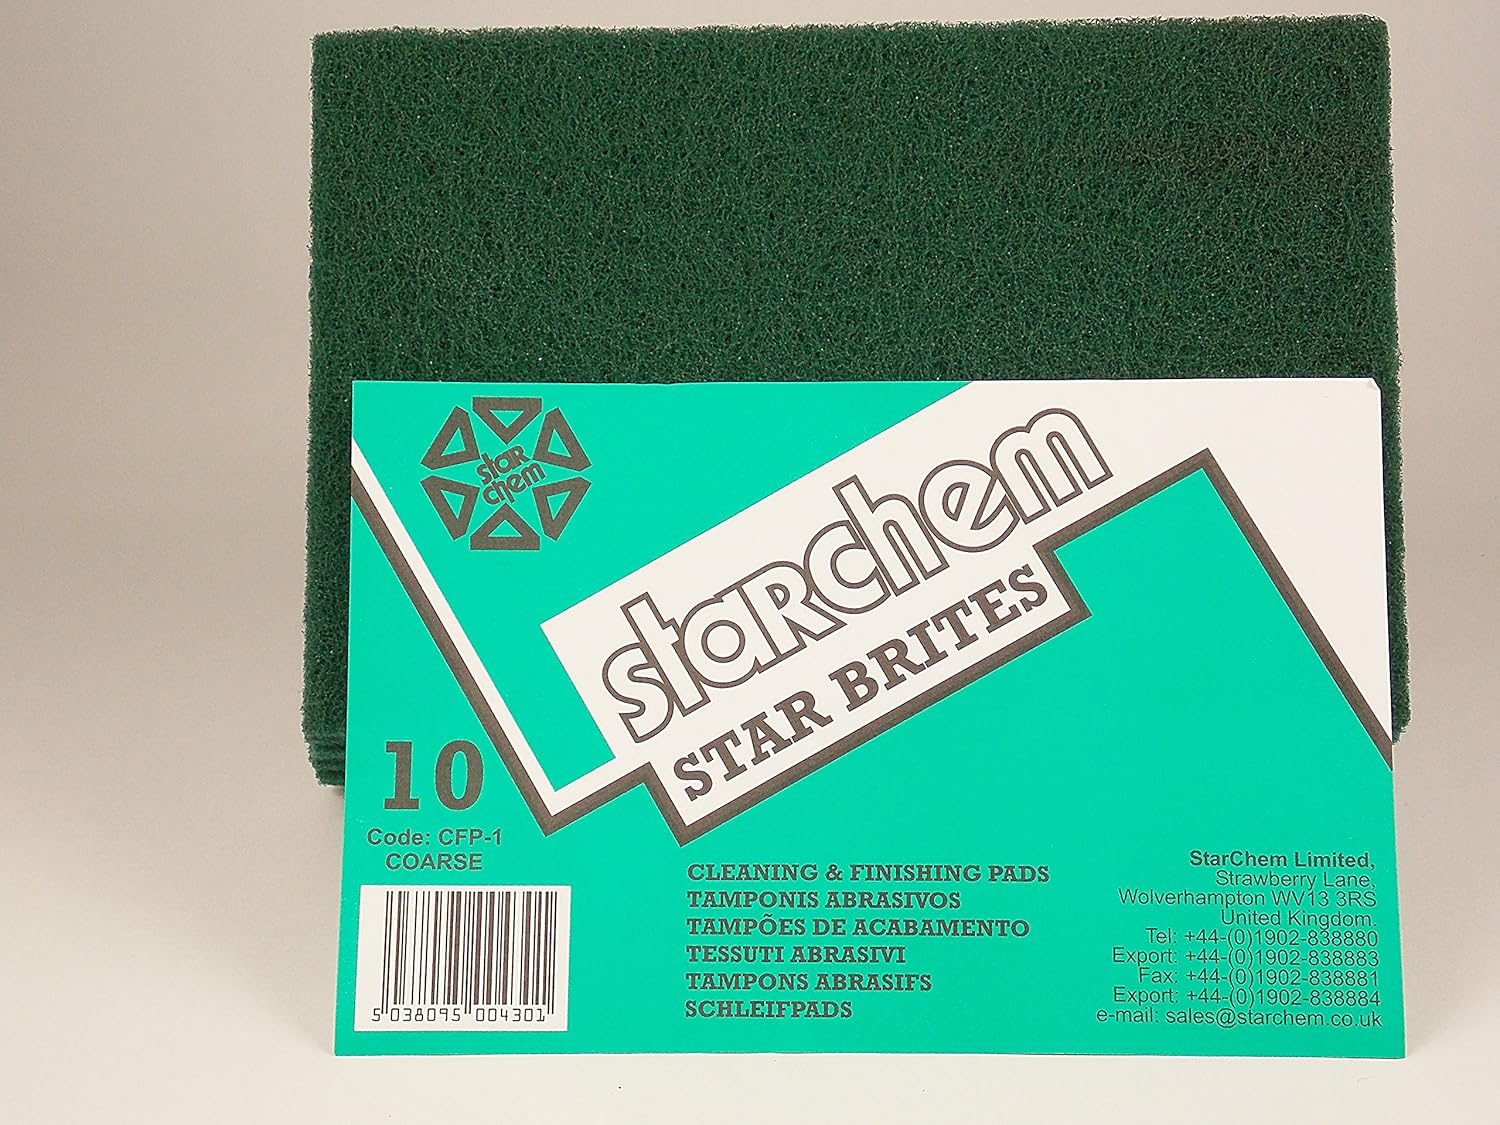 star
chem
starchem
STAR BRITES
10
Code: CFP-1
COARSE
5 038095 004301
CLEANING & FINISHING PADS
TAMPONIS ABRASIVOS
TAMPÕES DE ACABAMENTO
TESSUTI ABRASIVI
TAMPONS ABRASIFS
SCHLEIFPADS
StarChem Limited,
Strawberry Lane,
Wolverhampton WV13 3RS
United Kingdom.
Tel: +44-(0)1902-838880
Export: +44-(0)1902-838883
Fax: +44-(0)1902-838881
Export: +44-(0)1902-838884
e-mail: sales@starchem.co.uk